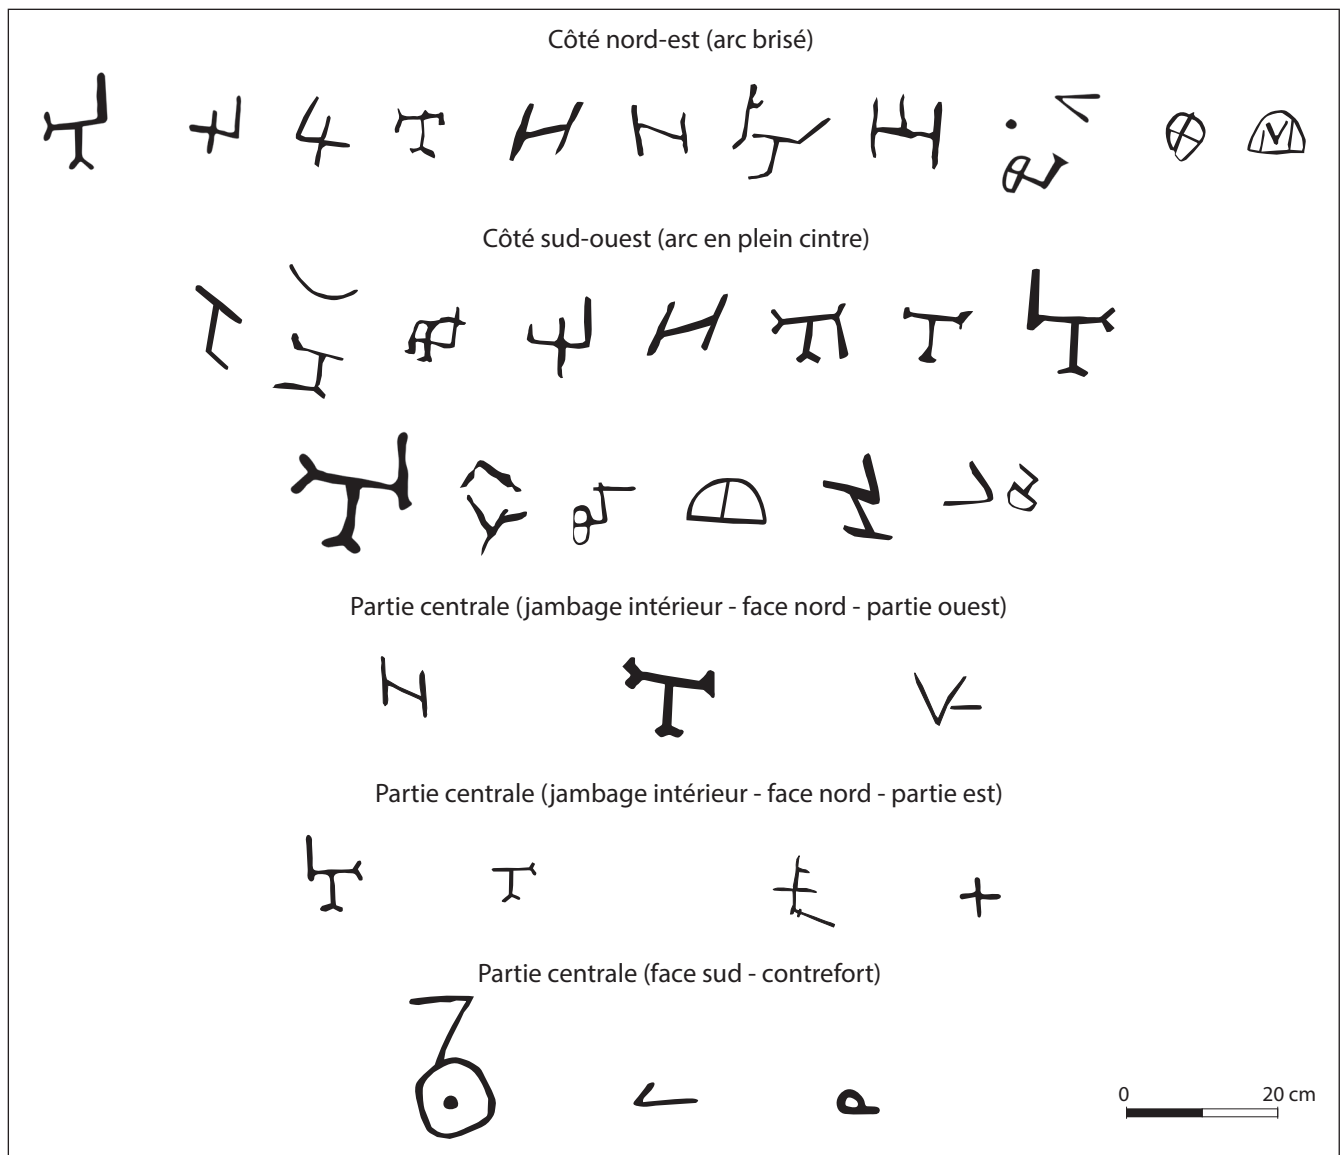 Côté nord-est (arc brisé)
Côté sud-ouest (arc en plein cintre)
Partie centrale (jambage intérieur - face nord - partie ouest)
Partie centrale (jambage intérieur - face nord - partie est)
Partie centrale (face sud - contrefort)
0 20 cm